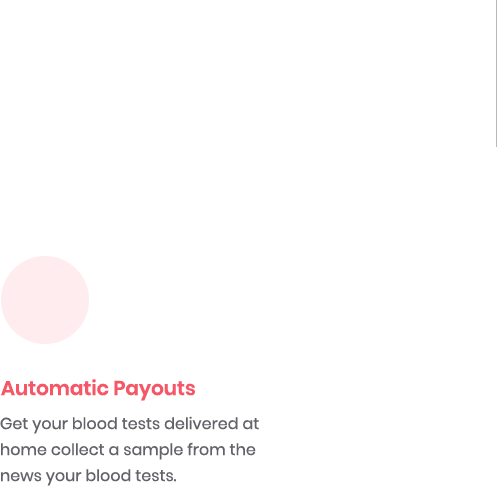 Automatic Payouts
Get your blood tests delivered at
home collect a sample from the
news your blood tests.